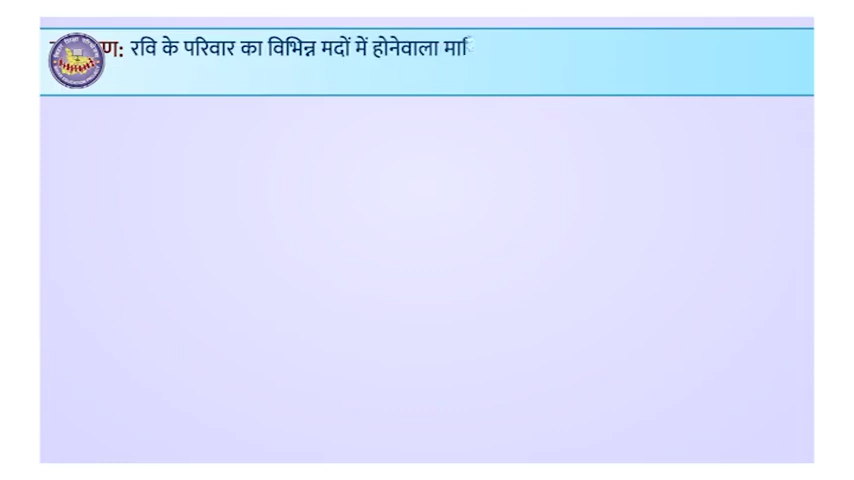 रवि के परिवार का विभिन्न मदों में होनेवाला